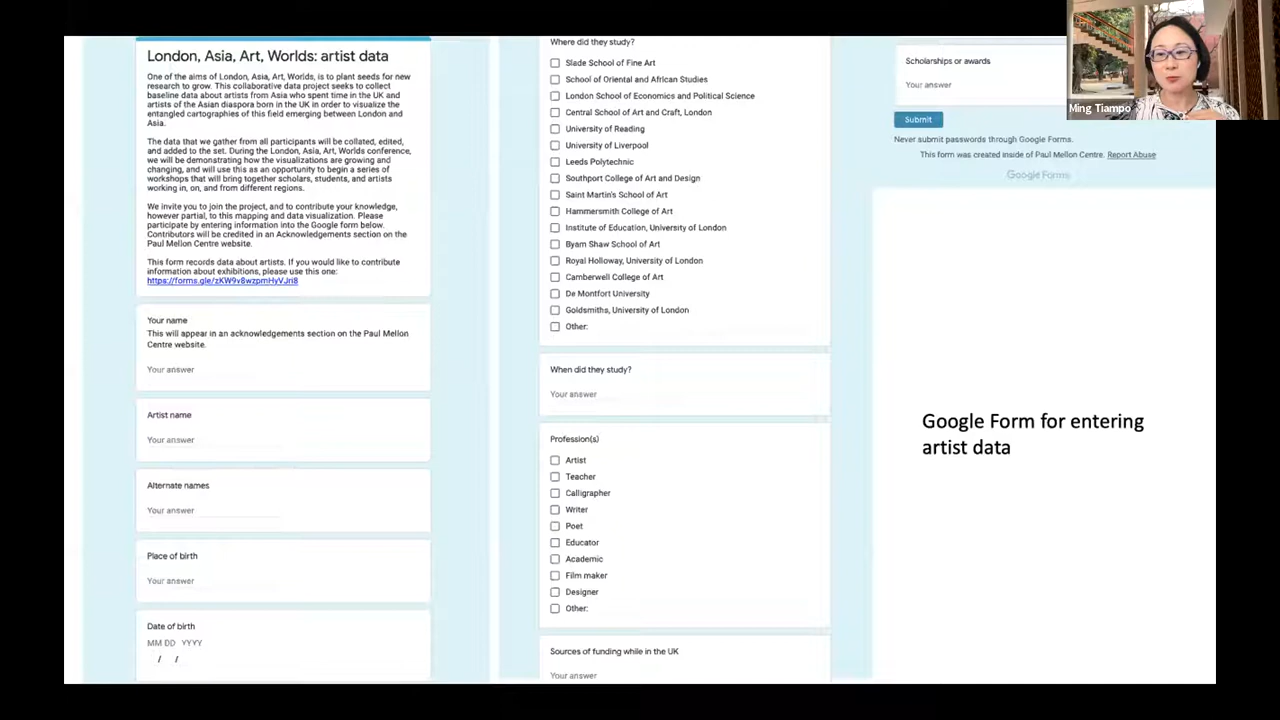 London, Asia, Art, Worlds: artist data
One of the aims of London, Asia, Art, Worlds, is to plant seeds for new
research to grow. This collaborative data project seeks to collect
baseline data about artists from Asia who spent time in the UK and
artists of the Asian diaspora born in the UK in order to visualize the
entangled cartographies of this field emerging between London and
Asia.
The data that we gather from all participants will be collated, edited,
and added to the set. During the London, Asia, Art, Worlds conference,
we will be demonstrating how the visualizations are growing and
changing, and will use this as an opportunity to begin a series of
workshops that will bring together scholars, students, and artists
working in, on, and from different regions.
We invite you to join the project, and to contribute your knowledge,
however partial, to this mapping and data visualization. Please
participate by entering information into the Google form below.
Contributors will be credited in an Acknowledgements section on the
Paul Mellon Centre website.
This form records data about artists. If you would like to contribute
information about exhibitions, please use this one:
https://forms.gle/zKW9v8wzpmHyVJri8
Your name
This will appear in an acknowledgements section on the Paul Mellon
Centre website.
Your answer
Artist name
Your answer
Alternate names
Your answer
Place of birth
Your answer
Date of birth
MM DD YYYY
/ /
Where did they study?
Slade School of Fine Art
School of Oriental and African Studies
London School of Economics and Political Science
Central School of Art and Craft, London
University of Reading
University of Liverpool
Leeds Polytechnic
Southport College of Art and Design
Saint Martin's School of Art
Hammersmith College of Art
Institute of Education, University of London
Byam Shaw School of Art
Royal Holloway, University of London
Camberwell College of Art
De Montfort University
Goldsmiths, University of London
Other:
When did they study?
Your answer
Profession(s)
Artist
Teacher
Calligrapher
Writer
Poet
Educator
Academic
Film maker
Designer
Other:
Sources of funding while in the UK
Your answer
Scholarships or awards
Your answer
Submit
Never submit passwords through Google Forms.
This form was created inside of Paul Mellon Centre. Report Abuse
Google Forms
Google Form for entering
artist data
Ming Tiampo